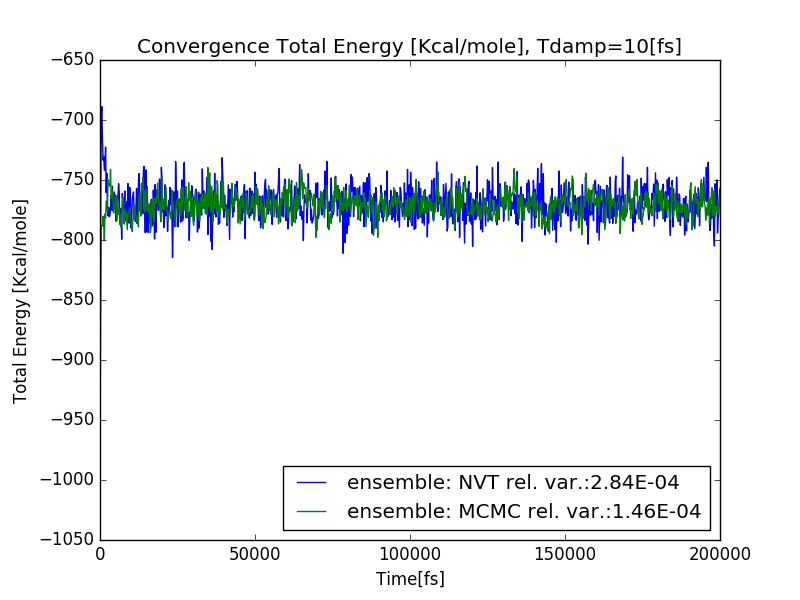 Convergence Total Energy [Kcal/mole], Tdamp=10[fs]
−650
−700
−750
−800
−850
−900
−950
−1000
−1050
Total Energy [Kcal/mole]
ensemble: NVT rel. var.:2.84E-04
ensemble: MCMC rel. var.:1.46E-04
0 50000 100000 150000 200000
Time[fs]